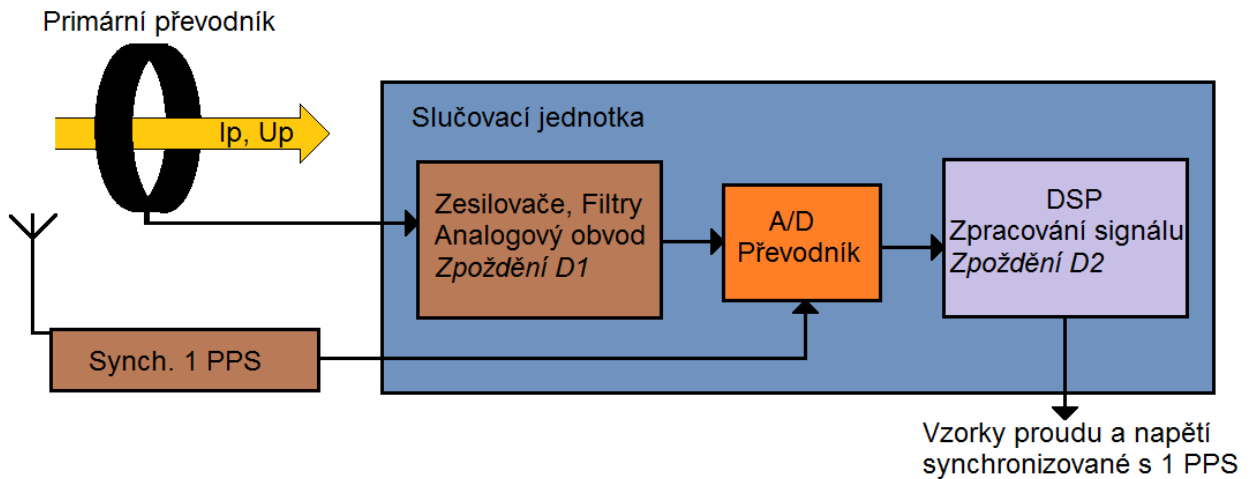 Primární převodník
Ip, Up
Slučovací jednotka
Zesilovače, Filtry
Analogový obvod
Zpoždění D1
A/D
Převodník
DSP
Zpracování signálu
Zpoždění D2
Synch. 1 PPS
Vzorky proudu a napětí
synchronizované s 1 PPS